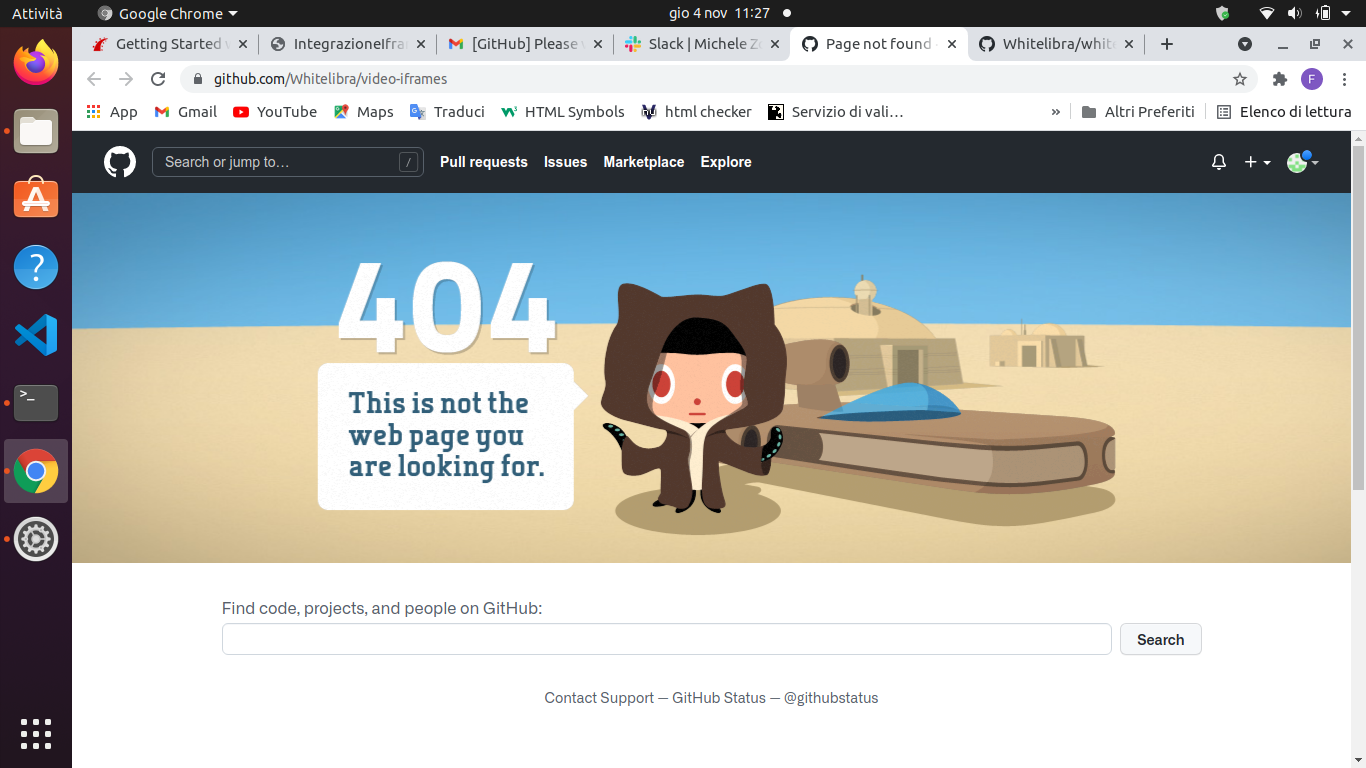 Attività
Google Chrome
gio 4 nov 11:27
Getting Started
IntegrazioneIfra
[GitHub] Please
Slack | Michele Z
Page not found
Whitelibra/white
github.com/Whitelibra/video-iframes
F
App
Gmail
YouTube
Maps
Traduci
HTML Symbols
html checker
Servizio di vali...
»
Altri Preferiti
Elenco di lettura
Search or jump to...
/
Pull requests
Issues
Marketplace
Explore
404
This is not the
web page you
are looking for.
Find code, projects, and people on GitHub:
Search
Contact Support — GitHub Status — @githubstatus